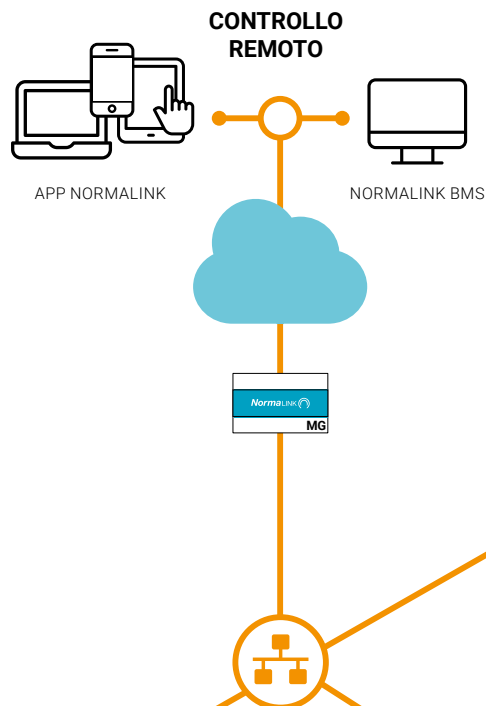 CONTROLLO
REMOTO
APP NORMALINK
NORMALINK BMS
NormaLINK
MG